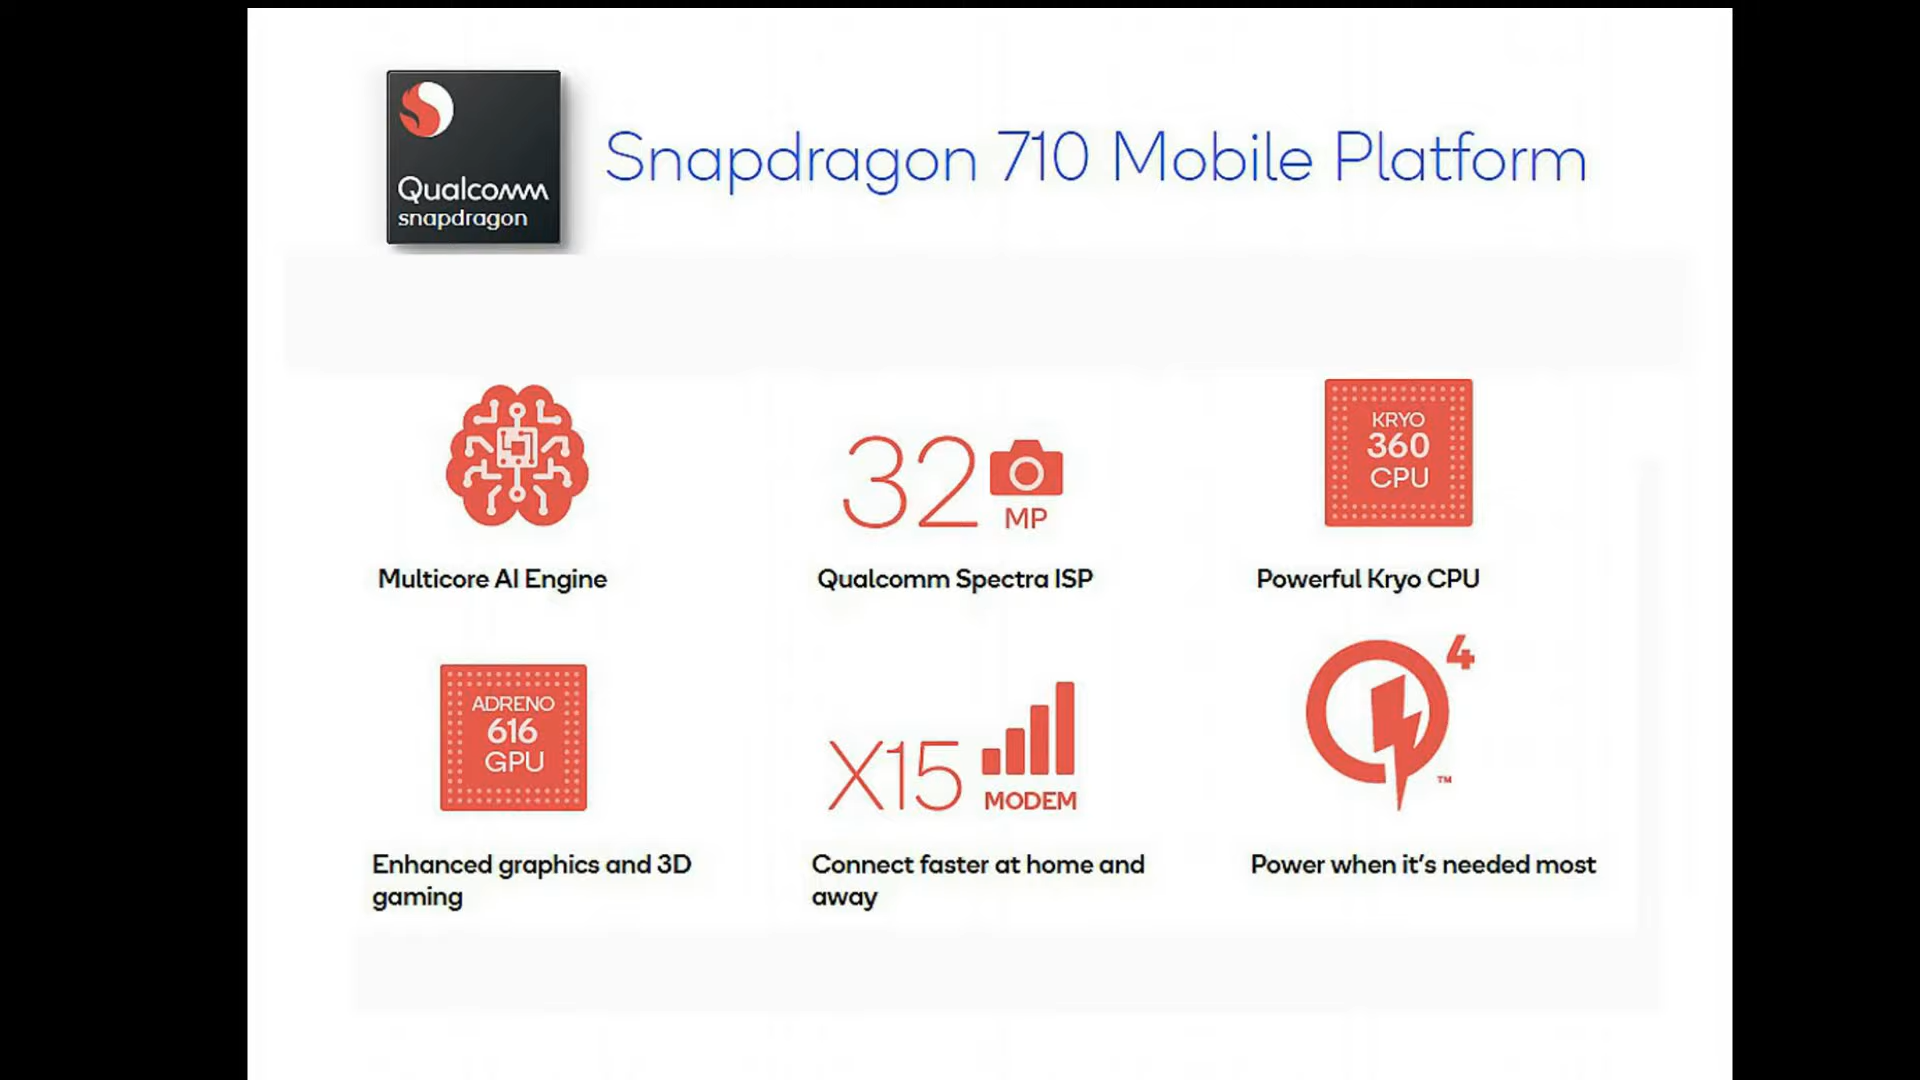 Qualcomm
snapdragon
Snapdragon 710 Mobile Platform
32
MP
KRYO
360
CPU
Multicore AI Engine
Qualcomm Spectra ISP
Powerful Kryo CPU
ADRENO
616
GPU
X15
MODEM
4
™
Enhanced graphics and 3D
gaming
Connect faster at home and
away
Power when it's needed most